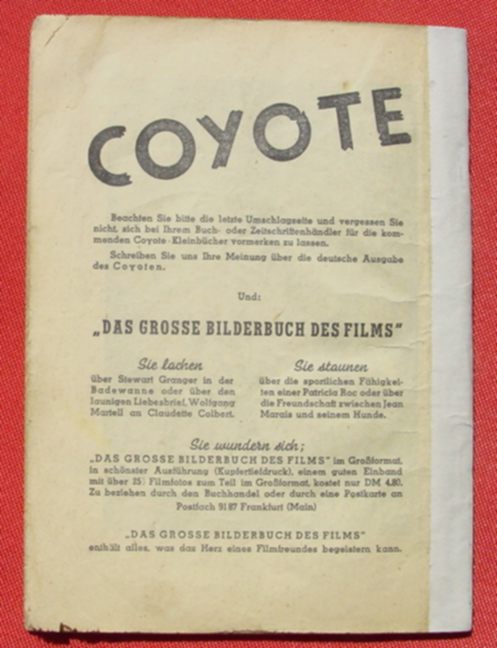 COYOTE
Beachten Sie bitte die letzte Umschlagseite und vergessen Sie
nicht, sich bei Ihrem Buch- oder Zeitschriftenhändler für die kom-
menden Coyote-Kleinbücher vormerken zu lassen.
Schreiben Sie uns Ihre Meinung über die deutsche Ausgabe
des Coyoten.
Und:
„DAS GROSSE BILDERBUCH DES FILMS"
Sie lachen
über Stewart Granger in der
Badewanne oder über den
launigen Liebesbrief, Wolfgang
Martell an Claudette Colbert.
Sie staunen
über die sportlichen Fähigkei-
ten einer Patricia Roc oder über
die Freundschaft zwischen Jean
Marais und seinem Hunde.
Sie wundern sich;
„DAS GROSSE BILDERBUCH DES FILMS" im Großformat,
in schönster Ausführung (Kupfertiefdruck), einem guten Einband
mit über Filmfotos zum Teil im Großformat, kostet nur DM 4.80.
Zu beziehen durch den Buchhandel oder durch eine Postkarte an
Postfach 9187 Frankfurt (Main)
„DAS GROSSE BILDERBUCH DES FILMS"
enthält alles, was das Herz eines Filmfreundes begeistern kann.